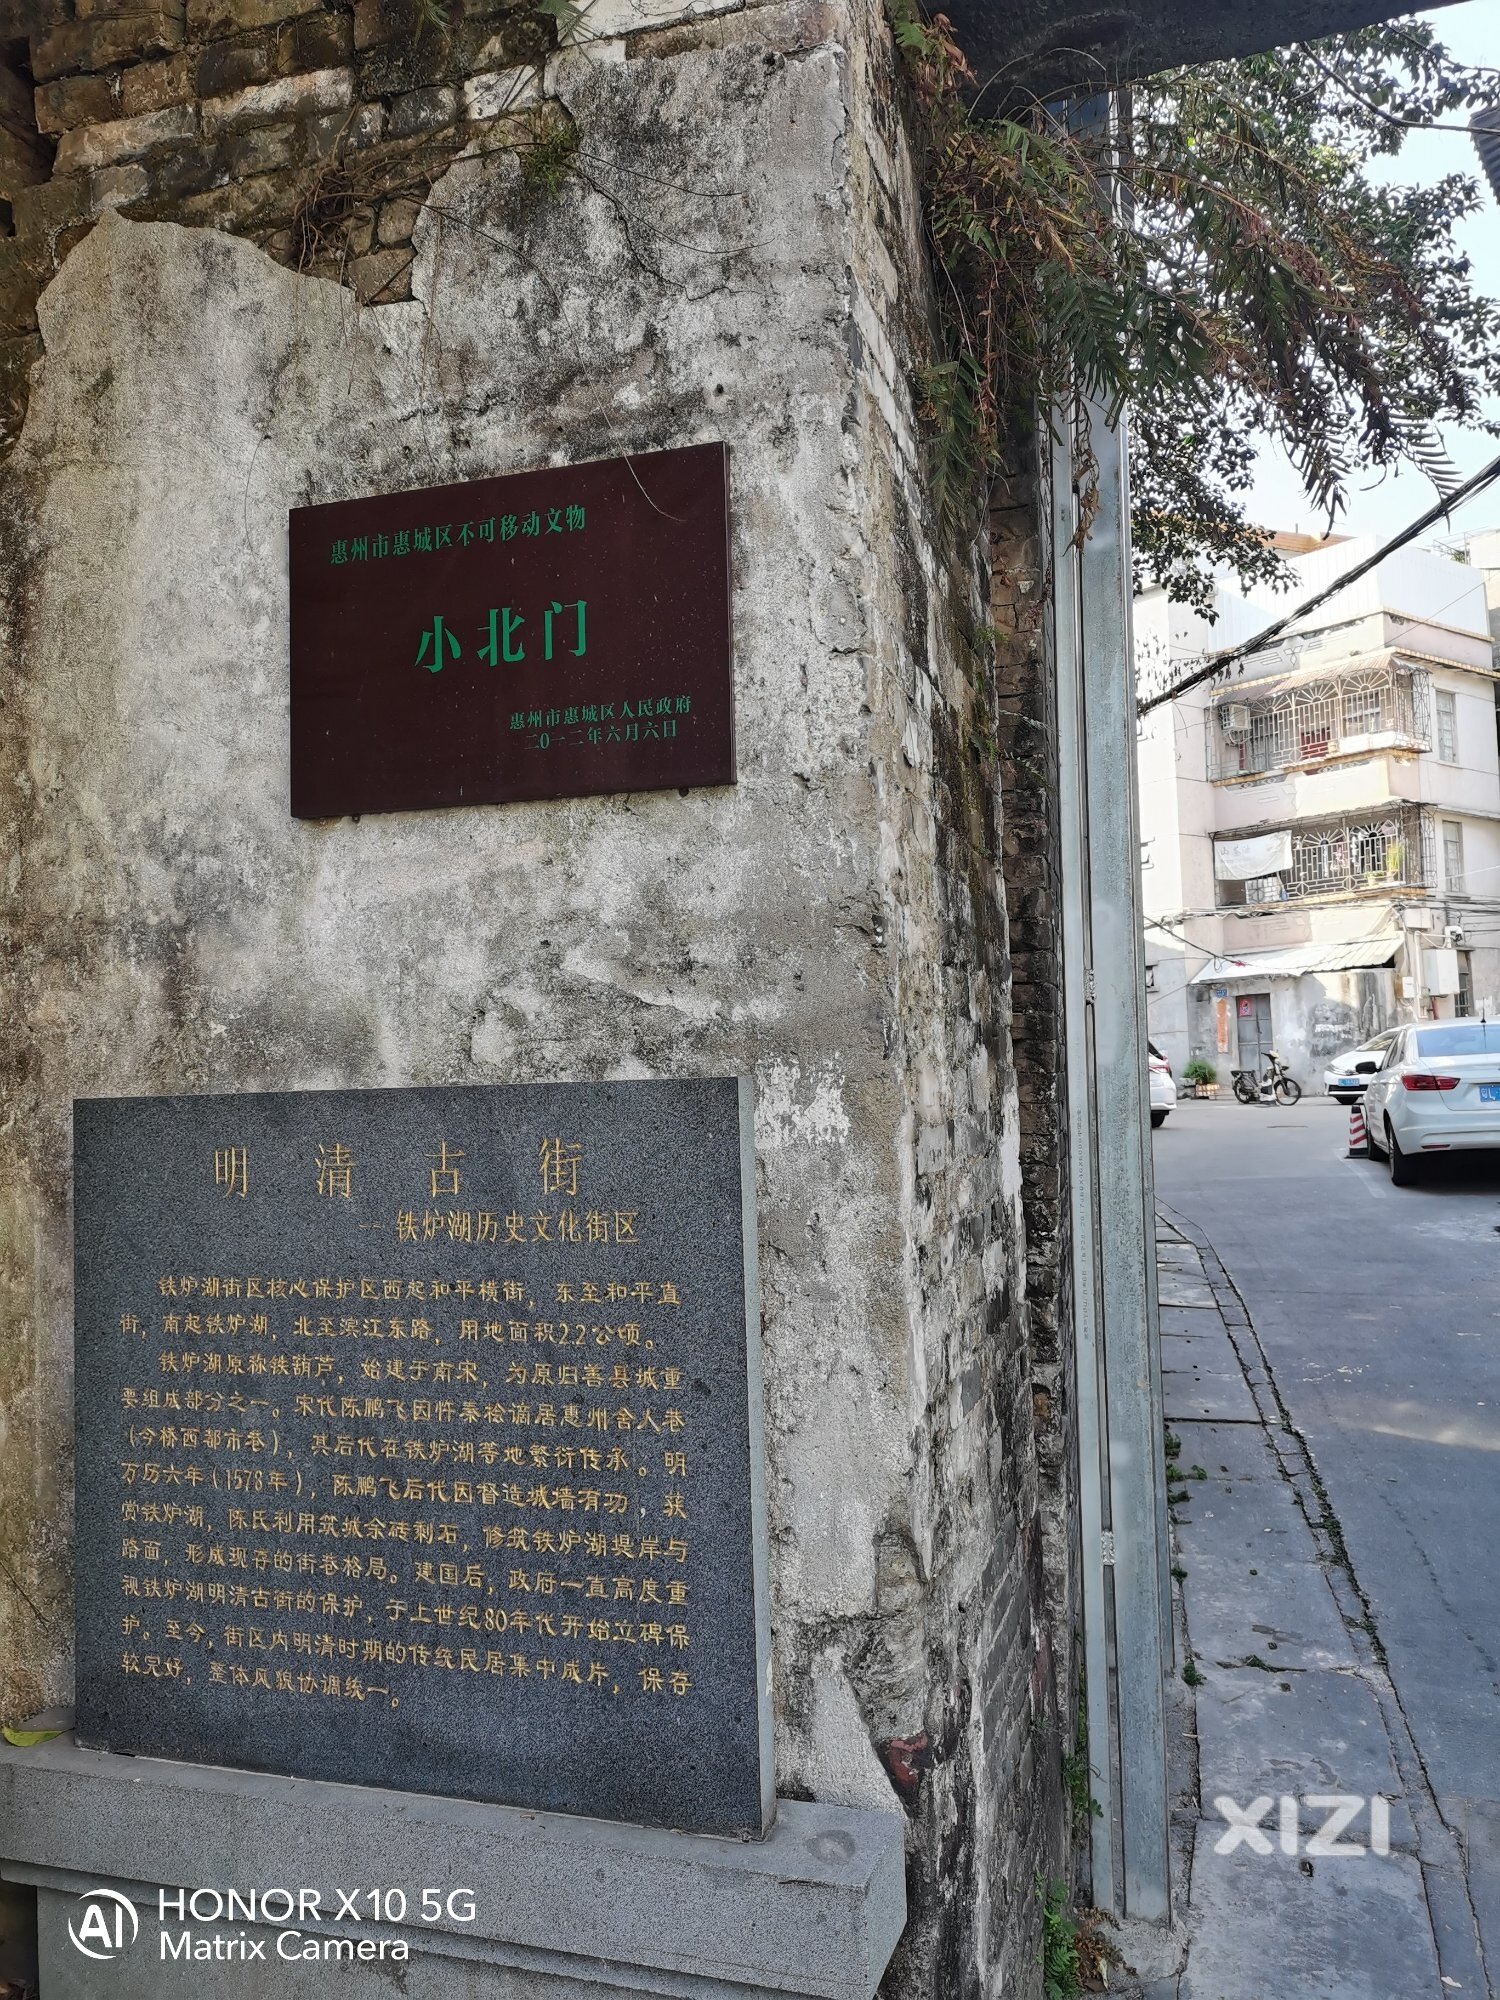 惠州市惠城区不可移动文物
小北门
惠州市惠城区人民政府
二0一二年六月六日
明清古街
--铁炉湖历史文化街区
铁炉湖街区核心保护区西起和平横街，东至和平直
街，南起铁炉湖，北至滨江东路，用地面积2.2公顷。
铁炉湖原称铁葫芦，始建于南宋，为原归善县城重
要组成部分之一。宋代陈鹏飞因忤秦桧谪居惠州舍人巷
（今桥西都市巷），其后代在铁炉湖等地繁衍传承。明
万历六年（1578年），陈鹏飞后代因督造城墙有功，获
赏铁炉湖，陈氏利用筑城余砖剩石，修筑铁炉湖堤岸与
路面，形成现存的街巷格局。建国后，政府一直高度重
视铁炉湖明清古街的保护，于上世纪80年代开始立碑保
护。至今，街区内明清时期的传统民居集中成片，保存
较完好，整体风貌协调统一。
XIZI
AI
HONOR X10 5G
Matrix Camera